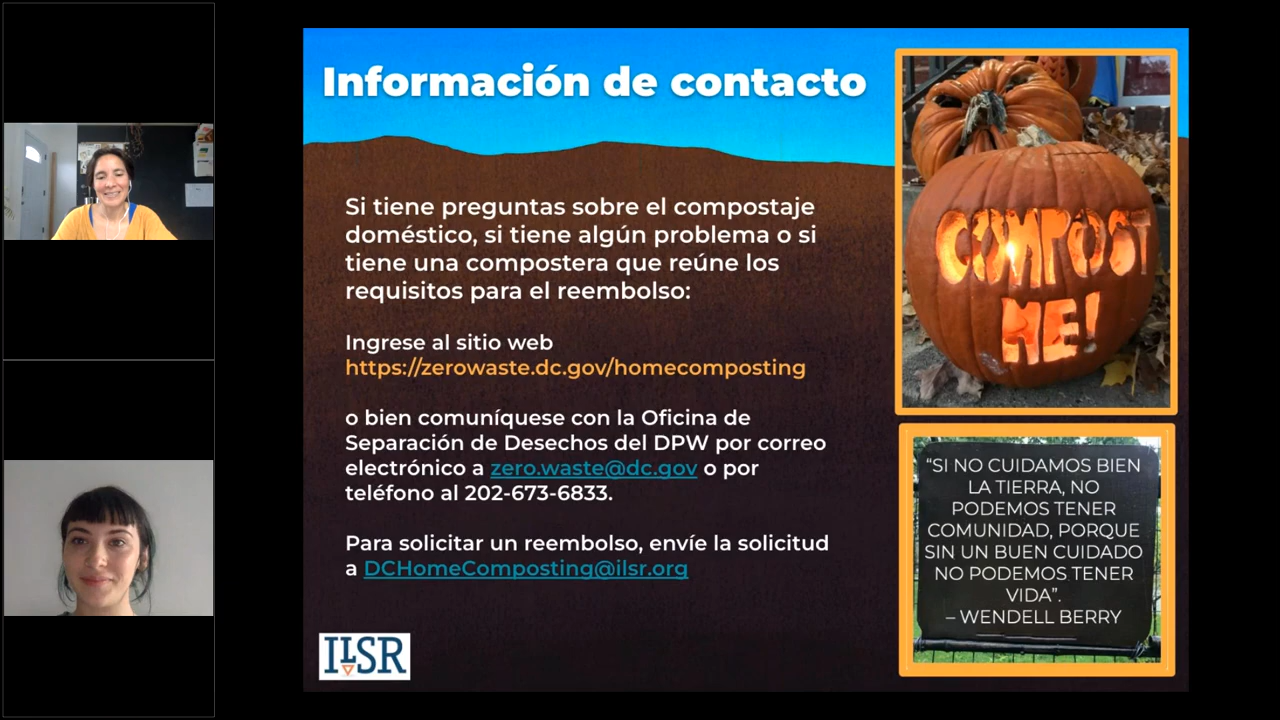 Información de contacto
Si tiene preguntas sobre el compostaje
doméstico, si tiene algún problema o si
tiene una compostera que reúne los
requisitos para el reembolso:
Ingrese al sitio web
https://zerowaste.dc.gov/homecomposting
o bien comuníquese con la Oficina de
Separación de Desechos del DPW por correo
electrónico a zero.waste@dc.gov o por
teléfono al 202-673-6833.
Para solicitar un reembolso, envíe la solicitud
a DCHomeComposting@ilsr.org
ILSR
COMPOST
ME!
“SI NO CUIDAMOS BIEN
LA TIERRA, NO
PODEMOS TENER
COMUNIDAD, PORQUE
SIN UN BUEN CUIDADO
NO PODEMOS TENER
VIDA”.
– WENDELL BERRY